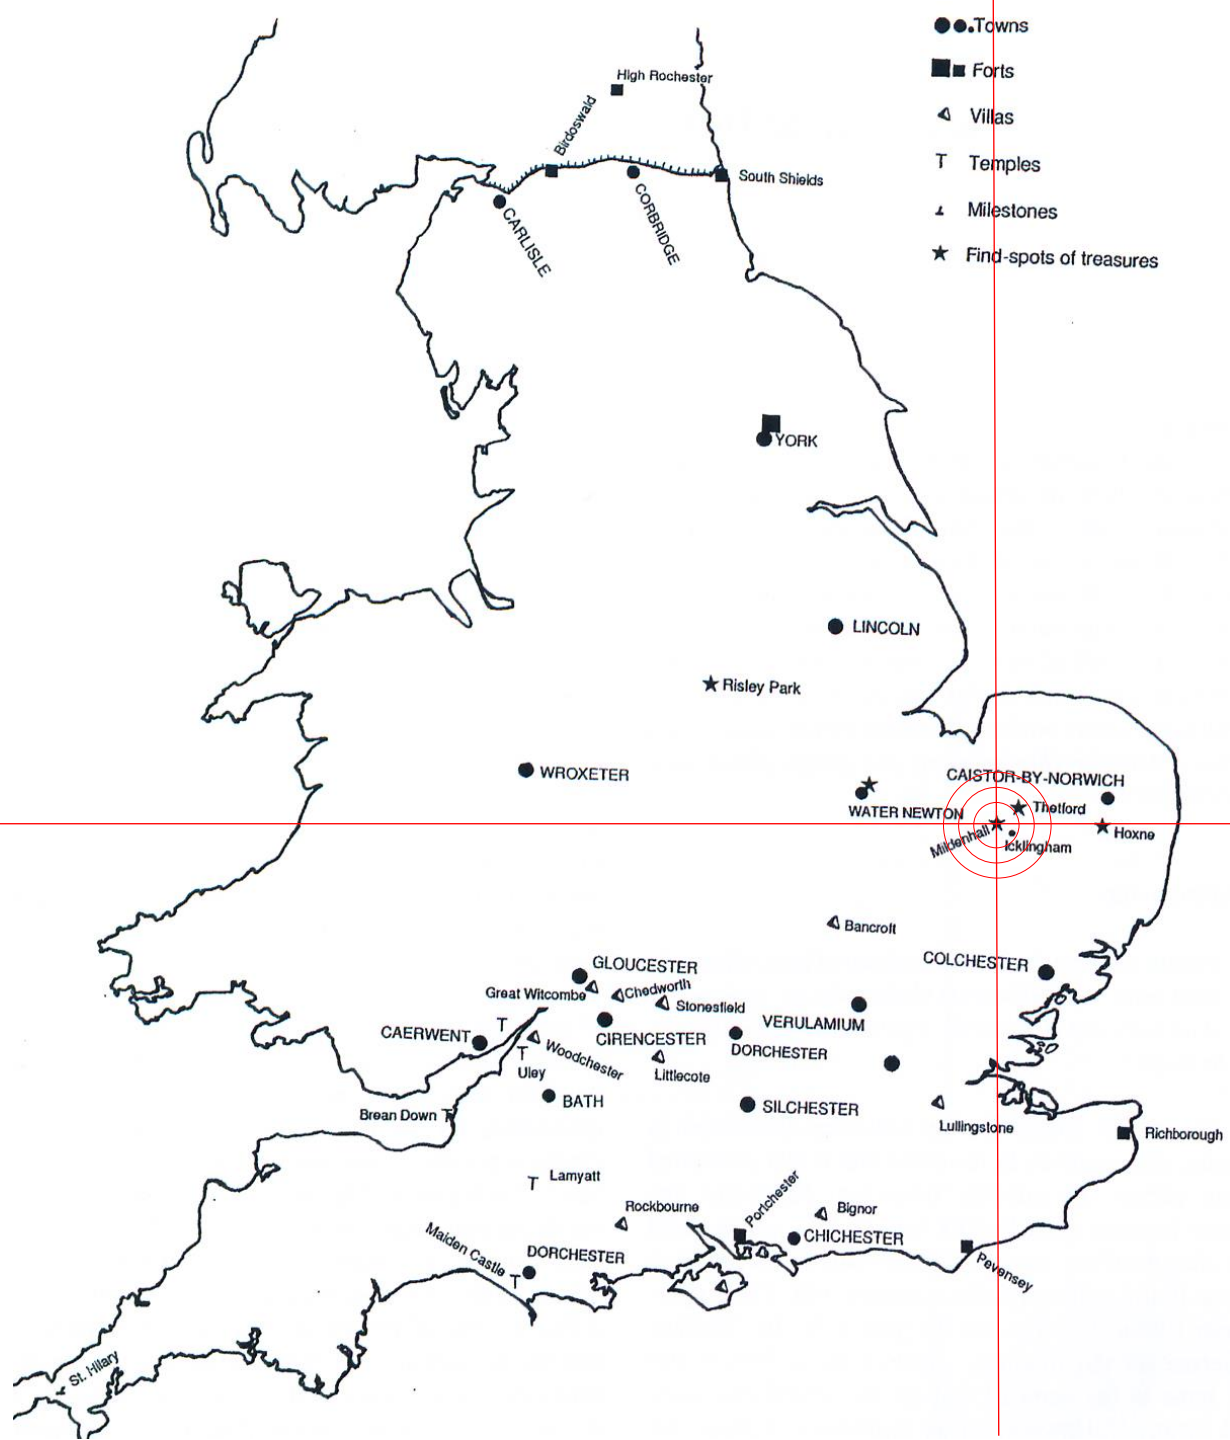 Towns
Forts
Villas
Temples
Milestones
Find-spots of treasures
High Rochester
Birdoswald
South Shields
CARLISLE
CORBRIDGE
YORK
LINCOLN
Risley Park
WROXETER
CAISTOR-BY-NORWICH
WATER NEWTON
Thetford
Mildenhall
Hoxne
Icklingham
Bancroft
GLOUCESTER
COLCHESTER
Great Witcombe
Chedworth
Stonesfield
VERULAMIUM
CAERWENT
CIRENCESTER
DORCHESTER
Woodchester
Uley
Littlecote
BATH
SILCHESTER
Brean Down
Lullingstone
Richborough
Lamyatt
Rockbourne
Portchester
Bignor
CHICHESTER
Maiden Castle
DORCHESTER
Pevensey
St. Hilary